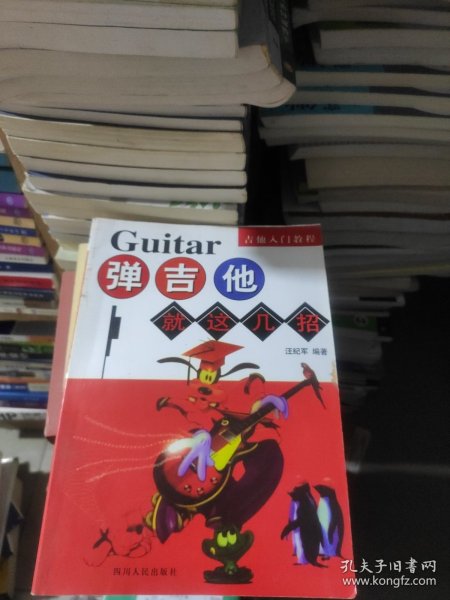 Guitar
吉他入门教程
弹吉他
就这几招
汪纪军 编著
四川人民出版社
孔夫子旧书网
www.kongfz.com